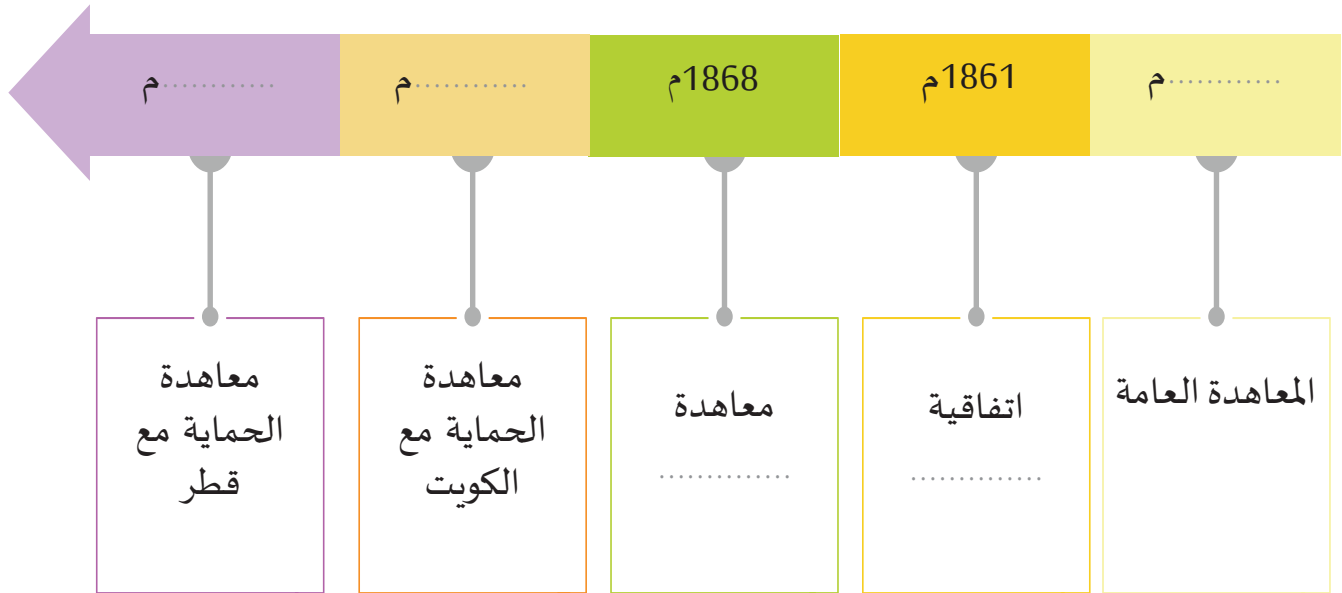 ............م
1861م
1868م
............م
............م
المعاهدة العامة
اتفاقية
..............
معاهدة
..............
معاهدة
الحماية مع
الكويت
معاهدة
الحماية مع
قطر